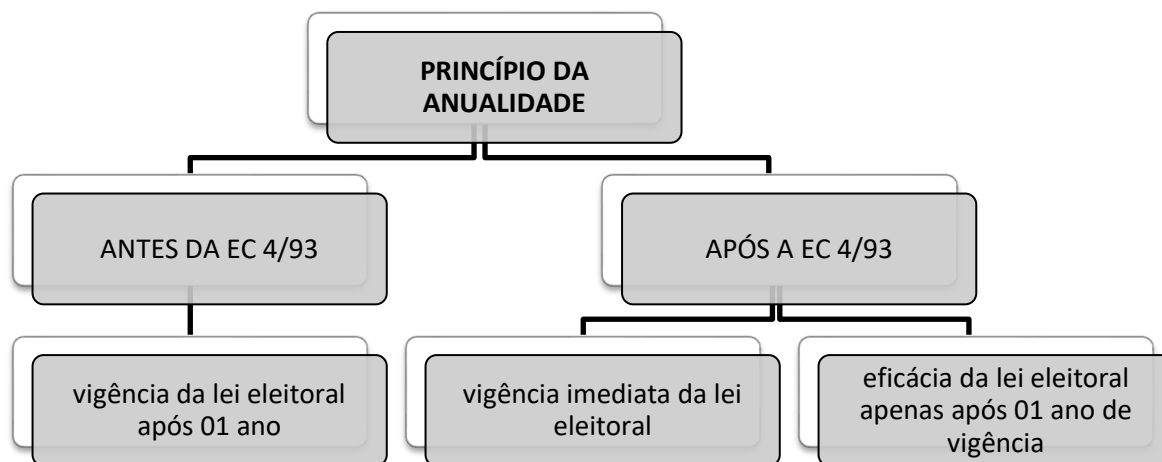 PRINCÍPIO DA
ANUALIDADE
ANTES DA EC 4/93
APÓS A EC 4/93
vigência da lei eleitoral
após 01 ano
vigência imediata da lei
eleitoral
eficácia da lei eleitoral
apenas após 01 ano de
vigência